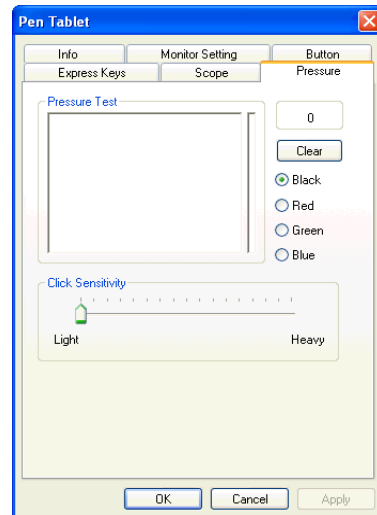 Pen Tablet
Info Monitor Setting Button
Express Keys Scope Pressure
Pressure Test
0
Clear
Black
Red
Green
Blue
Click Sensitivity
Light Heavy
OK Cancel Apply